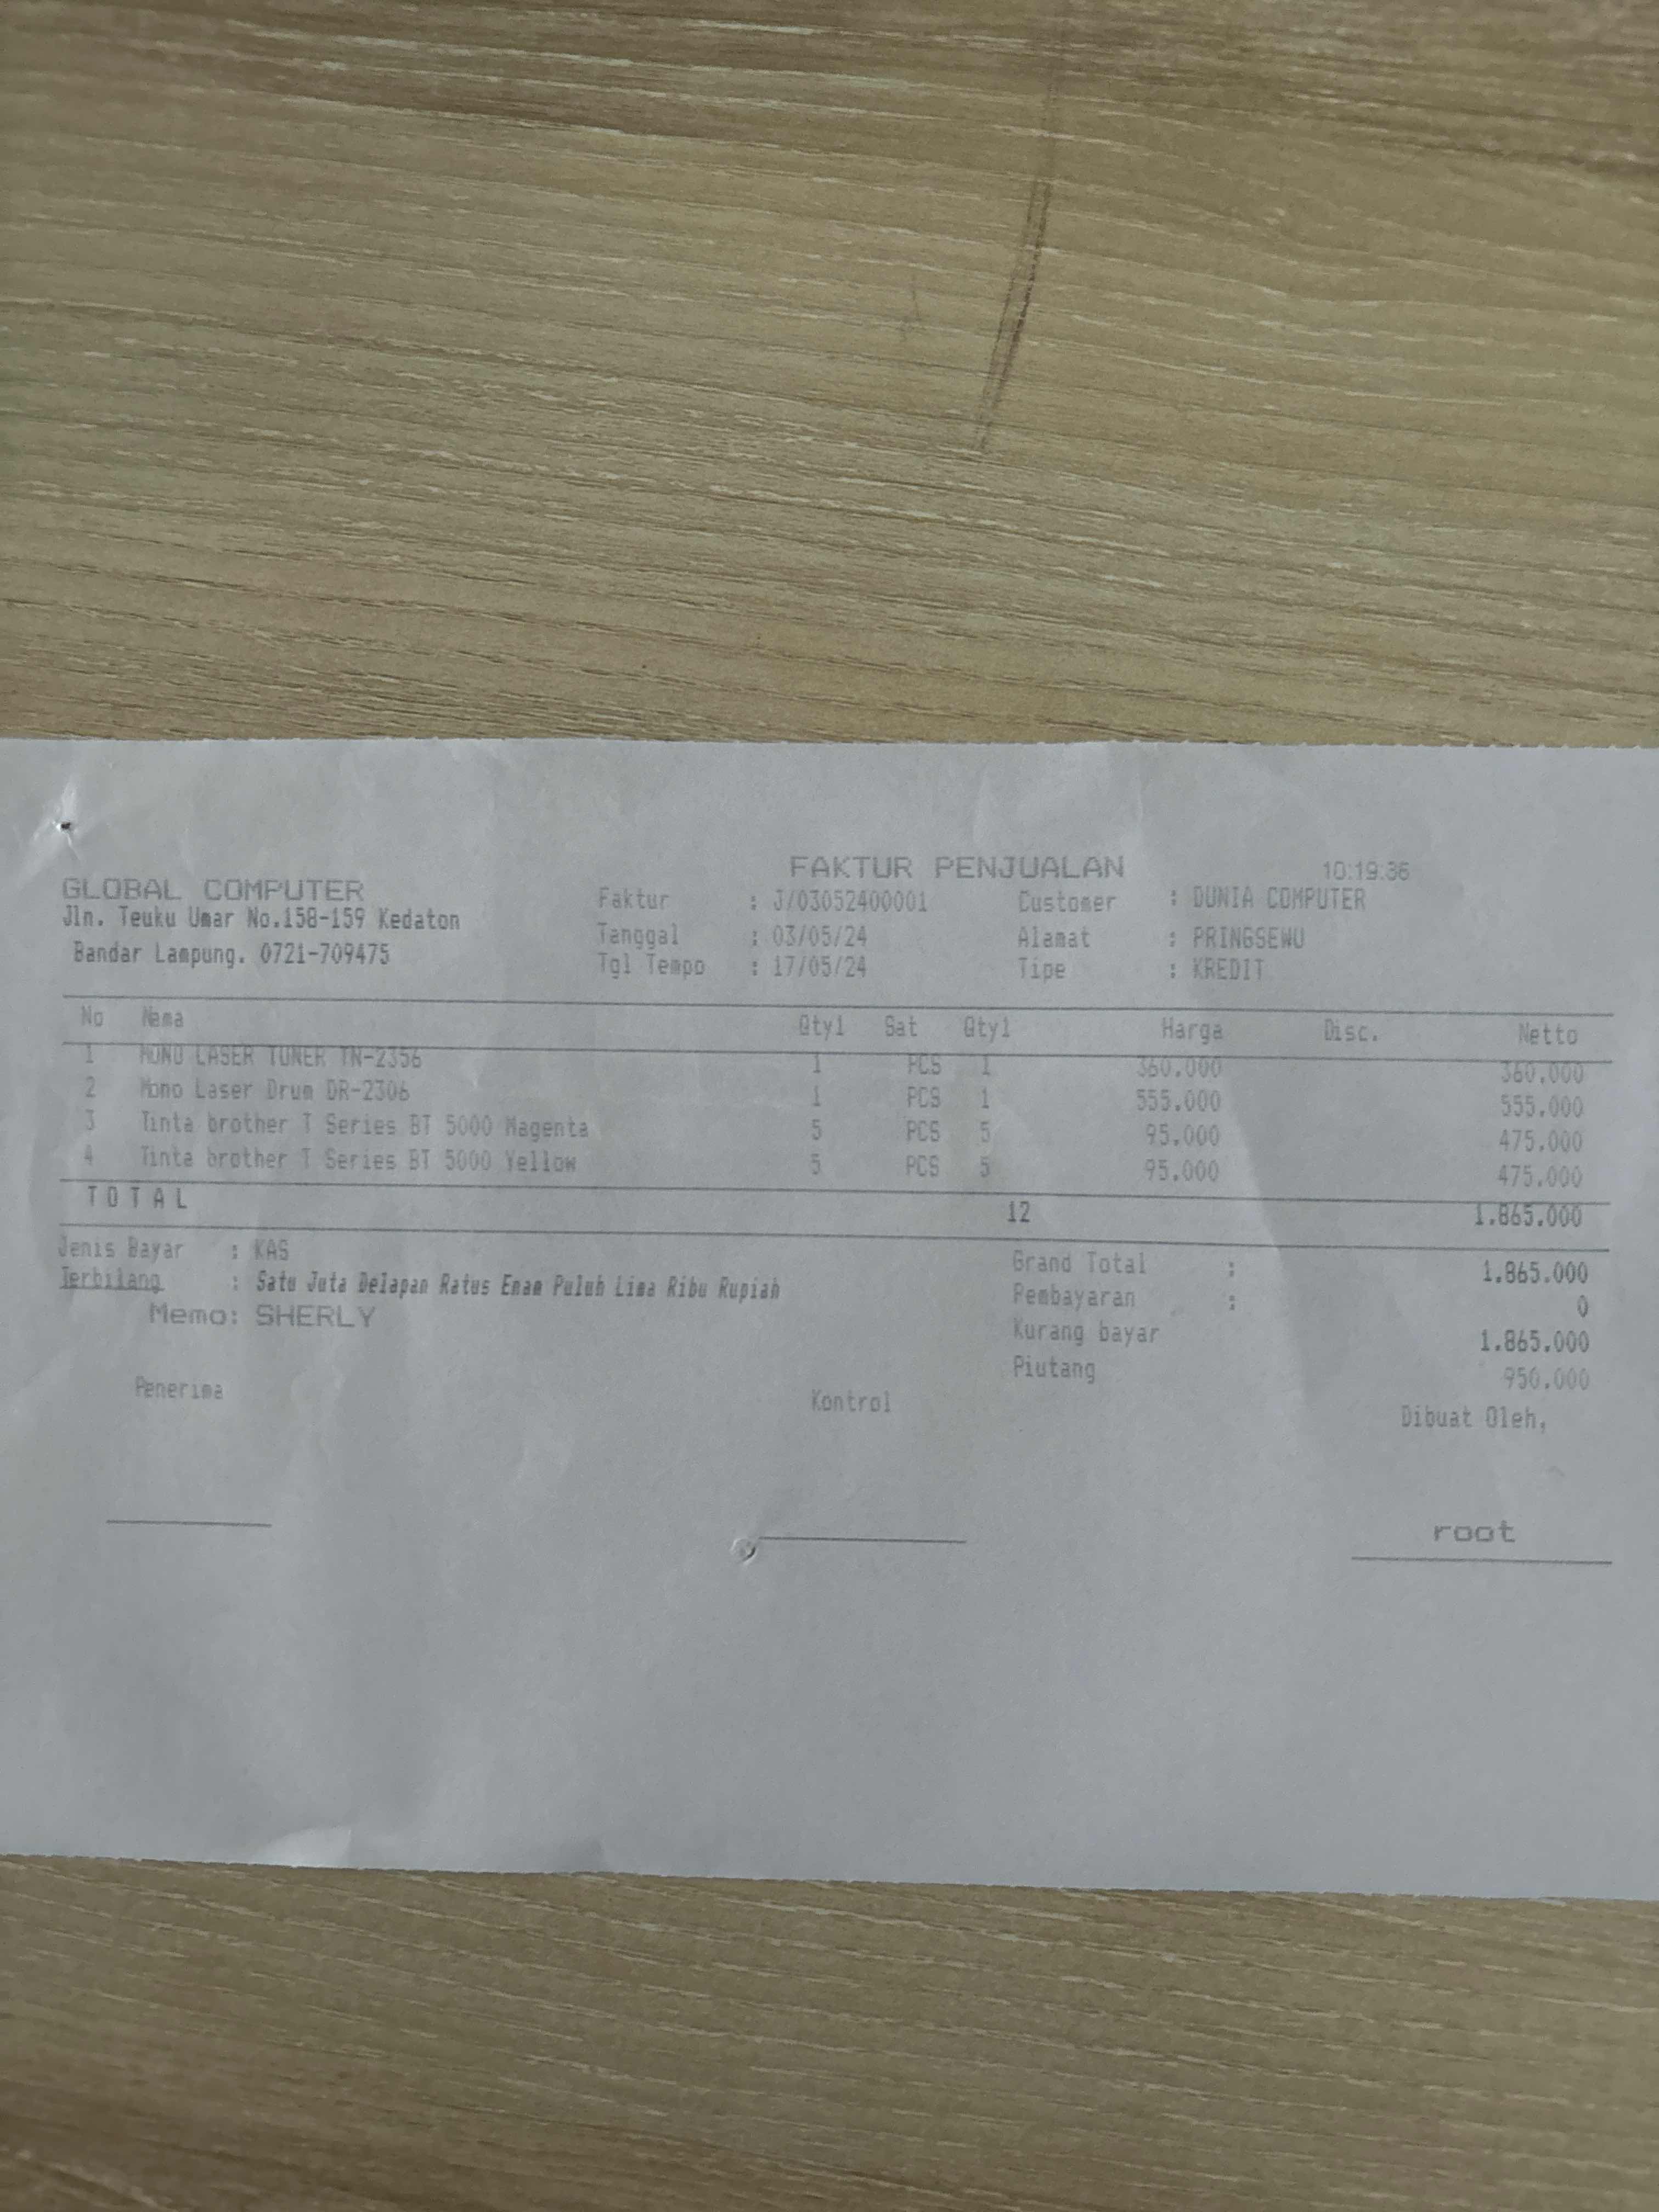 FAKTUR PENJUALAN 10:19:36
GLOBAL COMPUTER
Jln. Teuku Umar No.158-159 Kedaton
Bandar Lampung. 0721-709475
Faktur : J/03052400001
Tanggal : 03/05/24
Tgl Tempo : 17/05/24
Customer : DUNIA COMPUTER
Alamat : PRINGSEWU
Tipe : KREDIT
No Nama Qty1 Sat Qty1 Harga Disc. Netto
1 MONO LASER TONER TN-2356 1 PCS 1 360.000 360.000
2 Mono Laser Drum DR-2306 1 PCS 1 555.000 555.000
3 Tinta brother T Series BT 5000 Magenta 5 PCS 5 95.000 475.000
4 Tinta brother T Series BT 5000 Yellow 5 PCS 5 95.000 475.000
T O T A L 12 1.865.000
Jenis Bayar : KAS
Terbilang : Satu Juta Delapan Ratus Enam Puluh Lima Ribu Rupiah
Memo: SHERLY
Grand Total : 1.865.000
Pembayaran : 0
Kurang bayar 1.865.000
Piutang 950.000
Penerima Kontrol Dibuat Oleh,
root